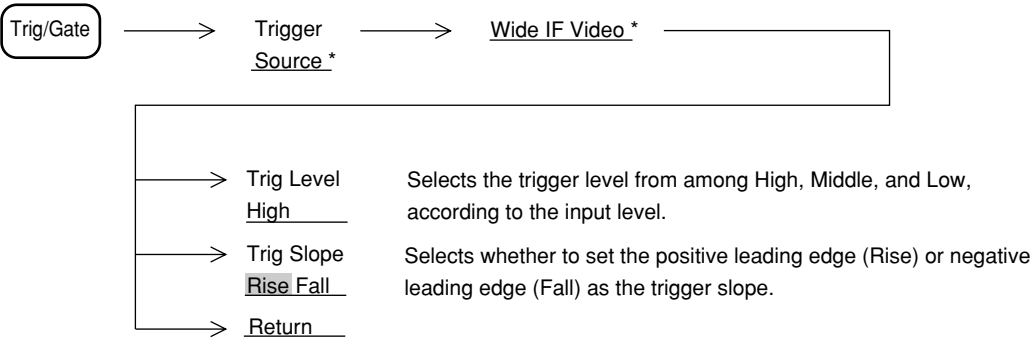 Trig/Gate
Trigger
Source *
Wide IF Video *
Trig Level
High
Selects the trigger level from among High, Middle, and Low,
according to the input level.
Trig Slope
Rise Fall
Selects whether to set the positive leading edge (Rise) or negative
leading edge (Fall) as the trigger slope.
Return